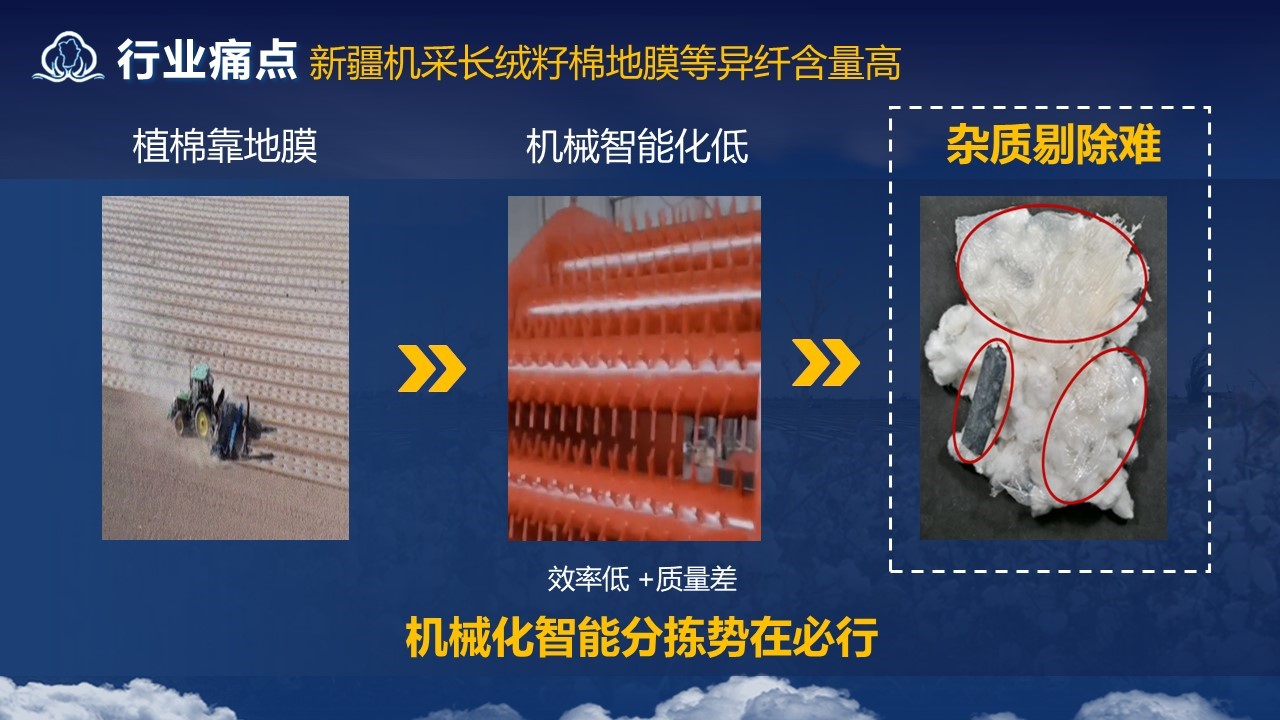 行业痛点 新疆机采长绒籽棉地膜等异纤含量高
植棉靠地膜
机械智能化低
杂质剔除难
效率低 +质量差
机械化智能分拣势在必行